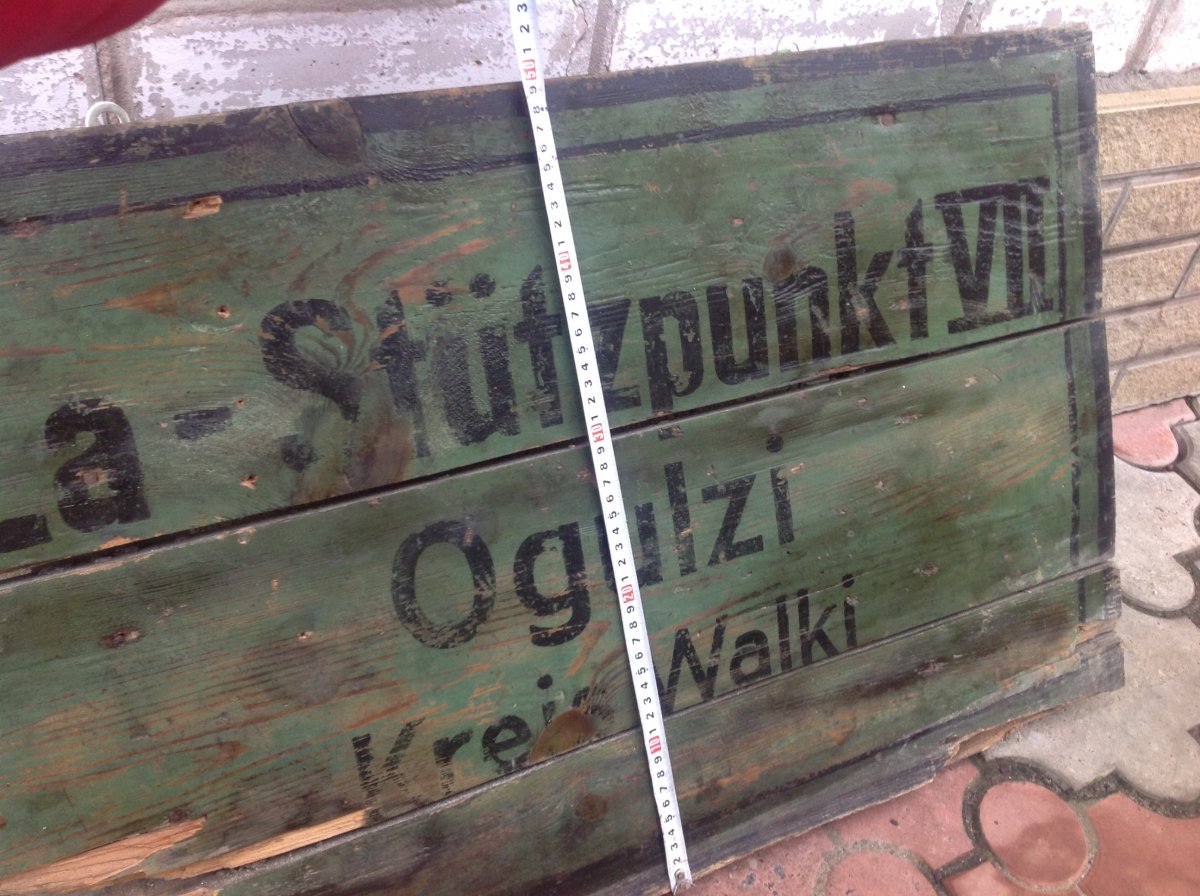 La-Stützpunkt VII
Ogulzi
Kreis Walki